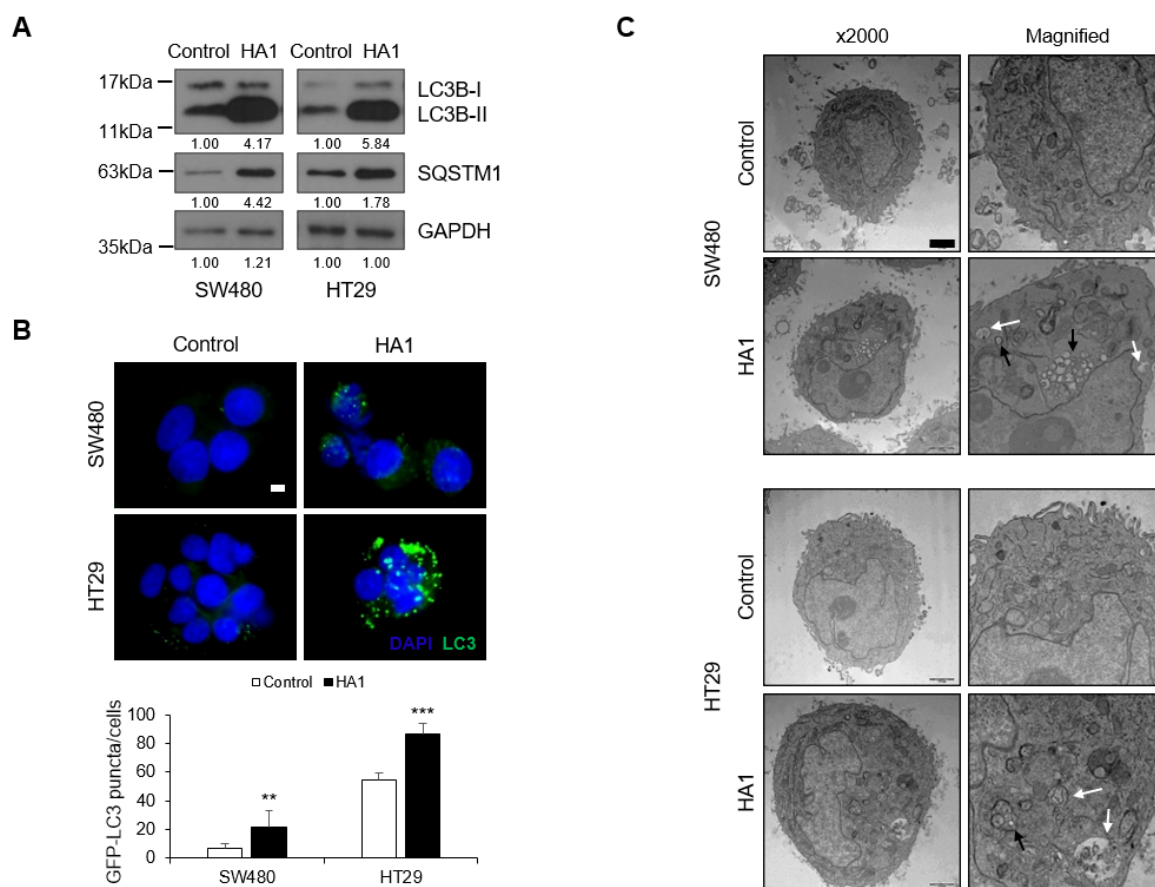 A
Control HA1 Control HA1
17kDa
LC3B-I
LC3B-II
11kDa
1.00 4.17 1.00 5.84
63kDa
SQSTM1
1.00 4.42 1.00 1.78
GAPDH
35kDa
1.00 1.21 1.00 1.00
SW480 HT29
B
Control HA1
SW480
HT29
DAPI LC3
Control HA1
GFP-LC3 puncta/cells
100
80
60
40
20
0
** ***
SW480 HT29
C
x2000 Magnified
SW480
Control
HA1
HT29
Control
HA1